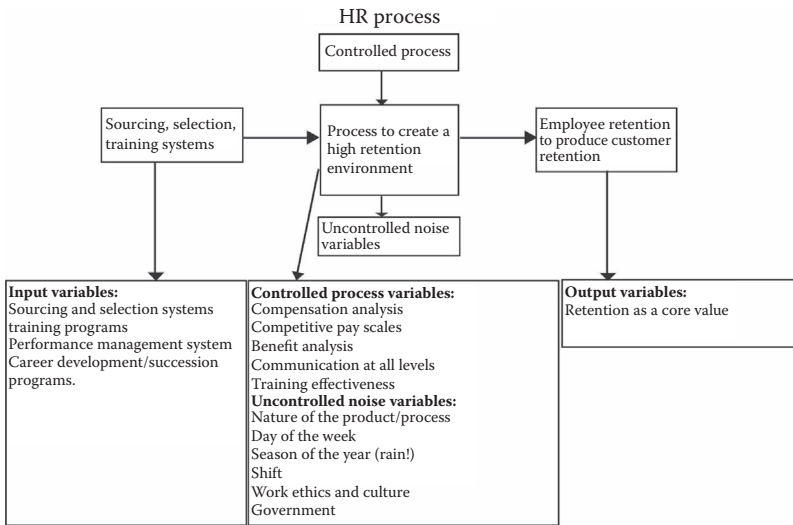 HR process
Controlled process
Sourcing, selection,
training systems
Process to create a
high retention
environment
Employee retention
to produce customer
retention
Uncontrolled noise
variables
Input variables:
Sourcing and selection systems
training programs
Performance management system
Career development/succession
programs.
Controlled process variables:
Compensation analysis
Competitive pay scales
Benefit analysis
Communication at all levels
Training effectiveness
Uncontrolled noise variables:
Nature of the product/process
Day of the week
Season of the year (rain!)
Shift
Work ethics and culture
Government
Output variables:
Retention as a core value